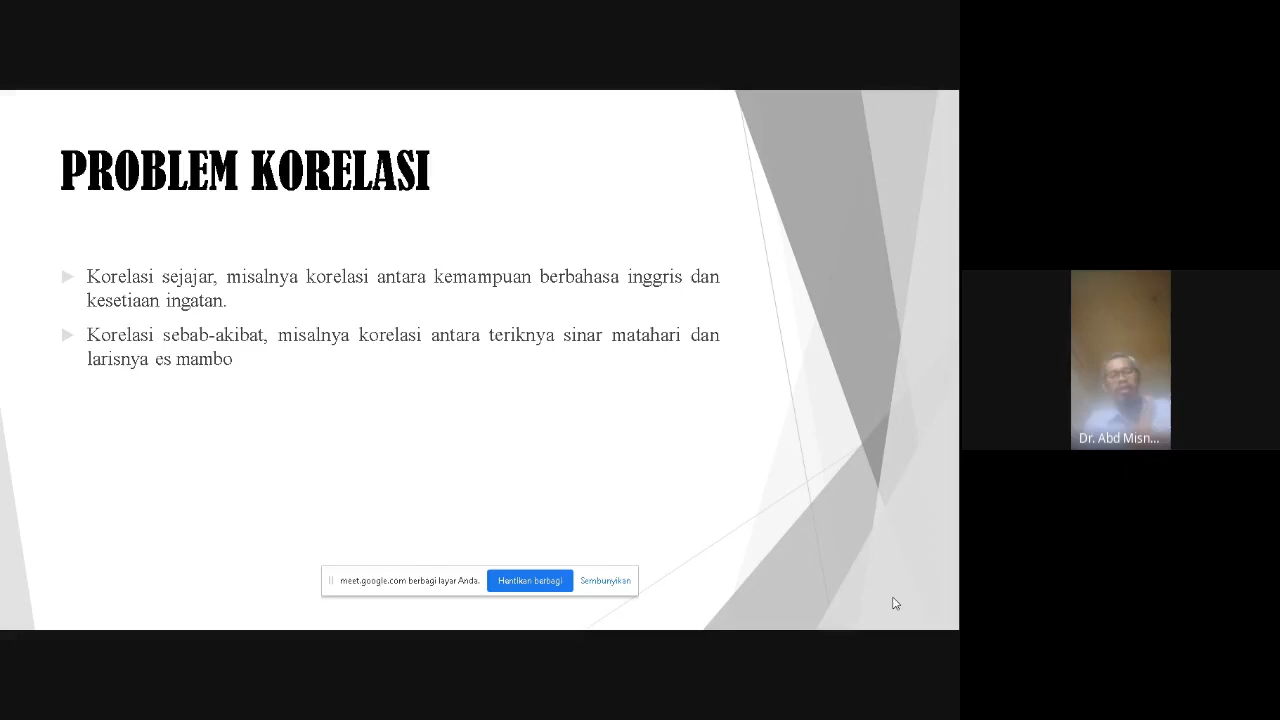 PROBLEM KORELASI
Korelasi sejajar, misalnya korelasi antara kemampuan berbahasa inggris dan
kesetiaan ingatan.
Korelasi sebab-akibat, misalnya korelasi antara teriknya sinar matahari dan
larisnya es mambo
meet.google.com berbagi layar Anda.
Hentikan berbagi
Sembunyikan
Dr. Abd Misn...